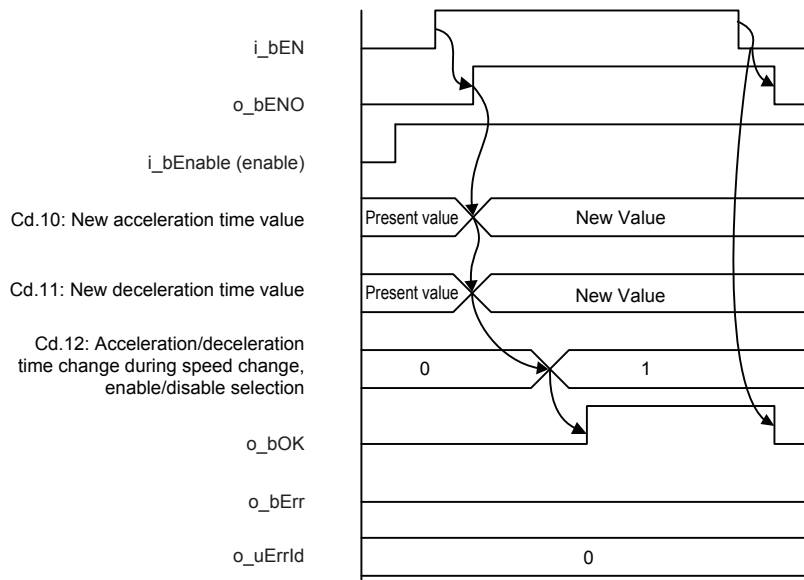 i_bEN
o_bENO
i_bEnable (enable)
Cd.10: New acceleration time value
Present value
New Value
Cd.11: New deceleration time value
Present value
New Value
Cd.12: Acceleration/deceleration
time change during speed change,
enable/disable selection
0
1
o_bOK
o_bErr
o_uErrId
0